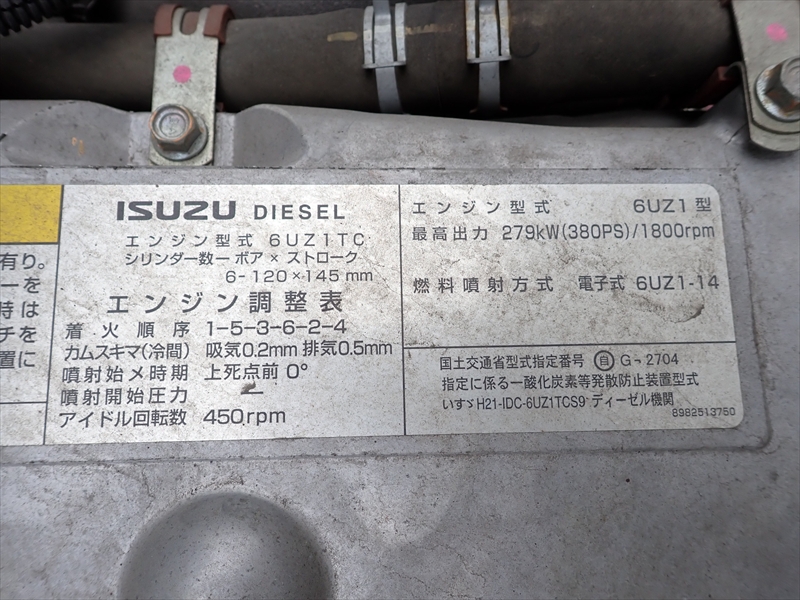 有り。
ーを
時は
チを
置に
ISUZU DIESEL
エンジン型式 6UZ1TC
シリンダー数ー ボア × ストローク
6-120×145mm
エンジン調整表
着火順序 1-5-3-6-2-4
カムスキマ(冷間) 吸気0.2mm 排気0.5mm
噴射始メ時期 上死点前 0°
噴射開始圧力 ー
アイドル回転数 450rpm
エンジン型式 6UZ1型
最高出力 279kW(380PS)/1800rpm
燃料噴射方式 電子式 6UZ1-14
国土交通省型式指定番号 自 G-2704
指定に係る一酸化炭素等発散防止装置型式
いすゞH21-IDC-6UZ1TCS9 ディーゼル機関
8982513750